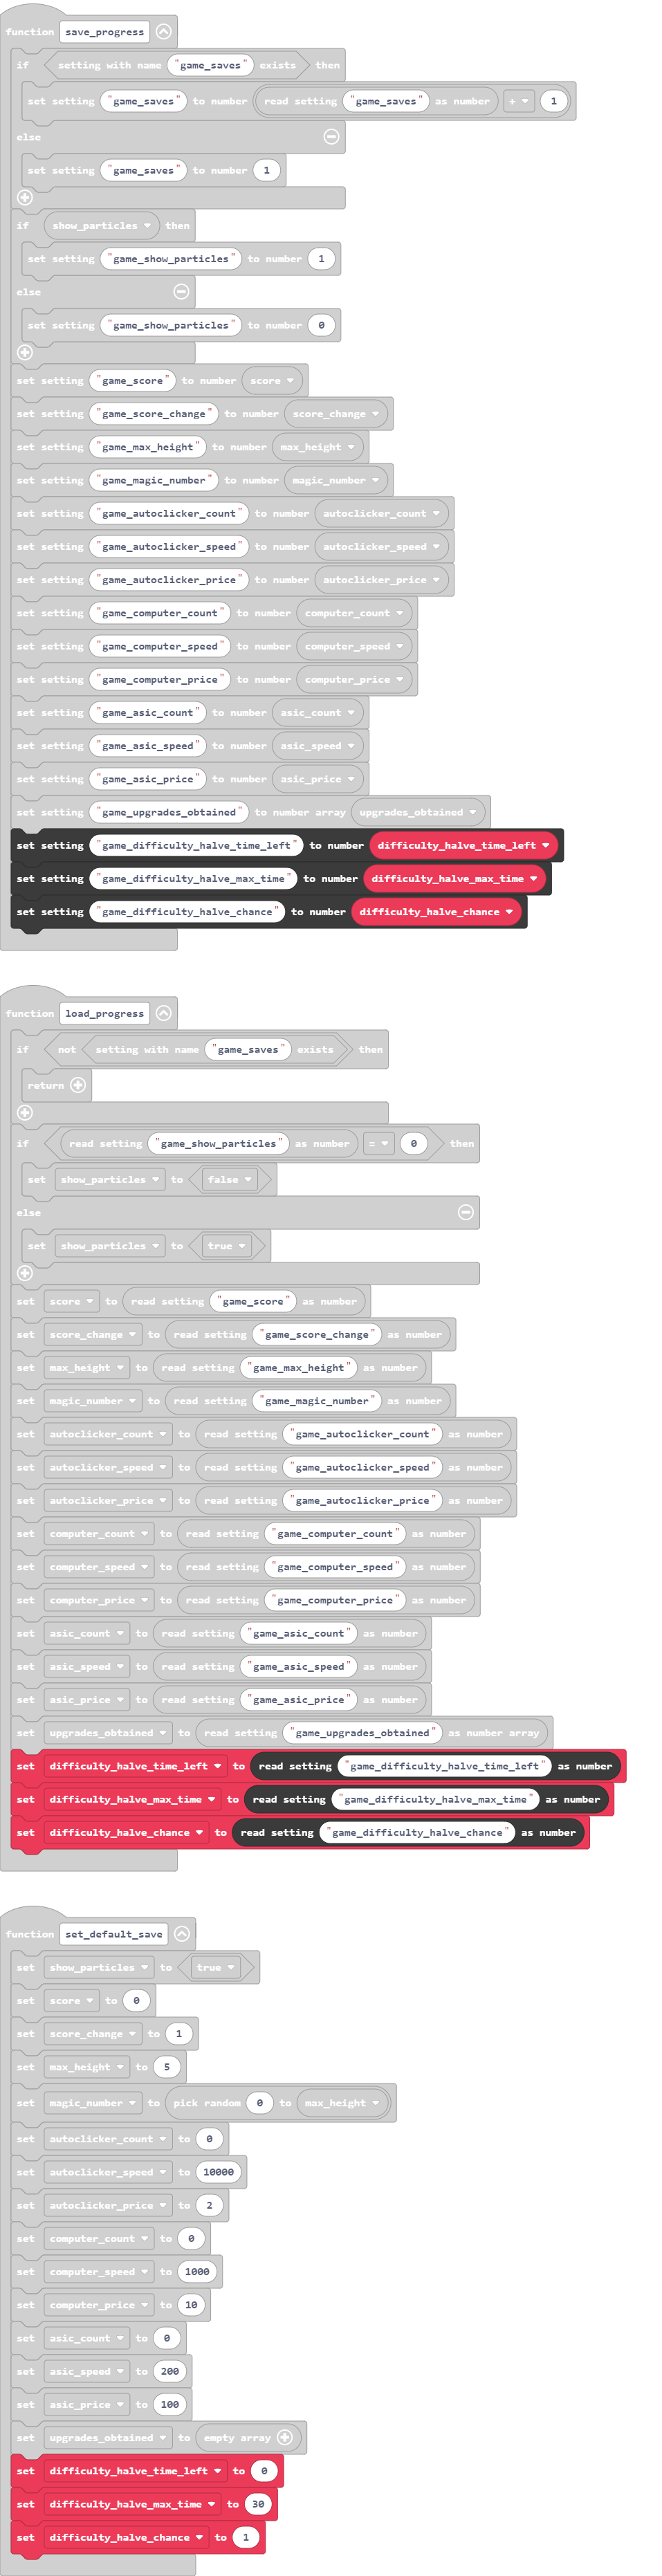 function save_progress
if setting with name "game_saves" exists then
set setting "game_saves" to number read setting "game_saves" as number + 1
else
set setting "game_saves" to number 1
if show_particles then
set setting "game_show_particles" to number 1
else
set setting "game_show_particles" to number 0
set setting "game_score" to number score
set setting "game_score_change" to number score_change
set setting "game_max_height" to number max_height
set setting "game_magic_number" to number magic_number
set setting "game_autoclicker_count" to number autoclicker_count
set setting "game_autoclicker_speed" to number autoclicker_speed
set setting "game_autoclicker_price" to number autoclicker_price
set setting "game_computer_count" to number computer_count
set setting "game_computer_speed" to number computer_speed
set setting "game_computer_price" to number computer_price
set setting "game_asic_count" to number asic_count
set setting "game_asic_speed" to number asic_speed
set setting "game_asic_price" to number asic_price
set setting "game_upgrades_obtained" to number array upgrades_obtained
set setting "game_difficulty_halve_time_left" to number difficulty_halve_time_left
set setting "game_difficulty_halve_max_time" to number difficulty_halve_max_time
set setting "game_difficulty_halve_chance" to number difficulty_halve_chance
function load_progress
if not setting with name "game_saves" exists then
return
if read setting "game_show_particles" as number = 0 then
set show_particles to false
else
set show_particles to true
set score to read setting "game_score" as number
set score_change to read setting "game_score_change" as number
set max_height to read setting "game_max_height" as number
set magic_number to read setting "game_magic_number" as number
set autoclicker_count to read setting "game_autoclicker_count" as number
set autoclicker_speed to read setting "game_autoclicker_speed" as number
set autoclicker_price to read setting "game_autoclicker_price" as number
set computer_count to read setting "game_computer_count" as number
set computer_speed to read setting "game_computer_speed" as number
set computer_price to read setting "game_computer_price" as number
set asic_count to read setting "game_asic_count" as number
set asic_speed to read setting "game_asic_speed" as number
set asic_price to read setting "game_asic_price" as number
set upgrades_obtained to read setting "game_upgrades_obtained" as number array
set difficulty_halve_time_left to read setting "game_difficulty_halve_time_left" as number
set difficulty_halve_max_time to read setting "game_difficulty_halve_max_time" as number
set difficulty_halve_chance to read setting "game_difficulty_halve_chance" as number
function set_default_save
set show_particles to true
set score to 0
set score_change to 1
set max_height to 5
set magic_number to pick random 0 to max_height
set autoclicker_count to 0
set autoclicker_speed to 10000
set autoclicker_price to 2
set computer_count to 0
set computer_speed to 1000
set computer_price to 10
set asic_count to 0
set asic_speed to 200
set asic_price to 100
set upgrades_obtained to empty array
set difficulty_halve_time_left to 0
set difficulty_halve_max_time to 30
set difficulty_halve_chance to 1